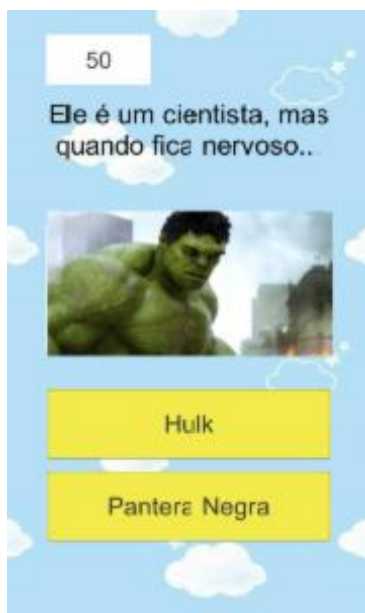 50
Ele é um cientista, mas
quando fica nervoso..
Hulk
Pantera Negra